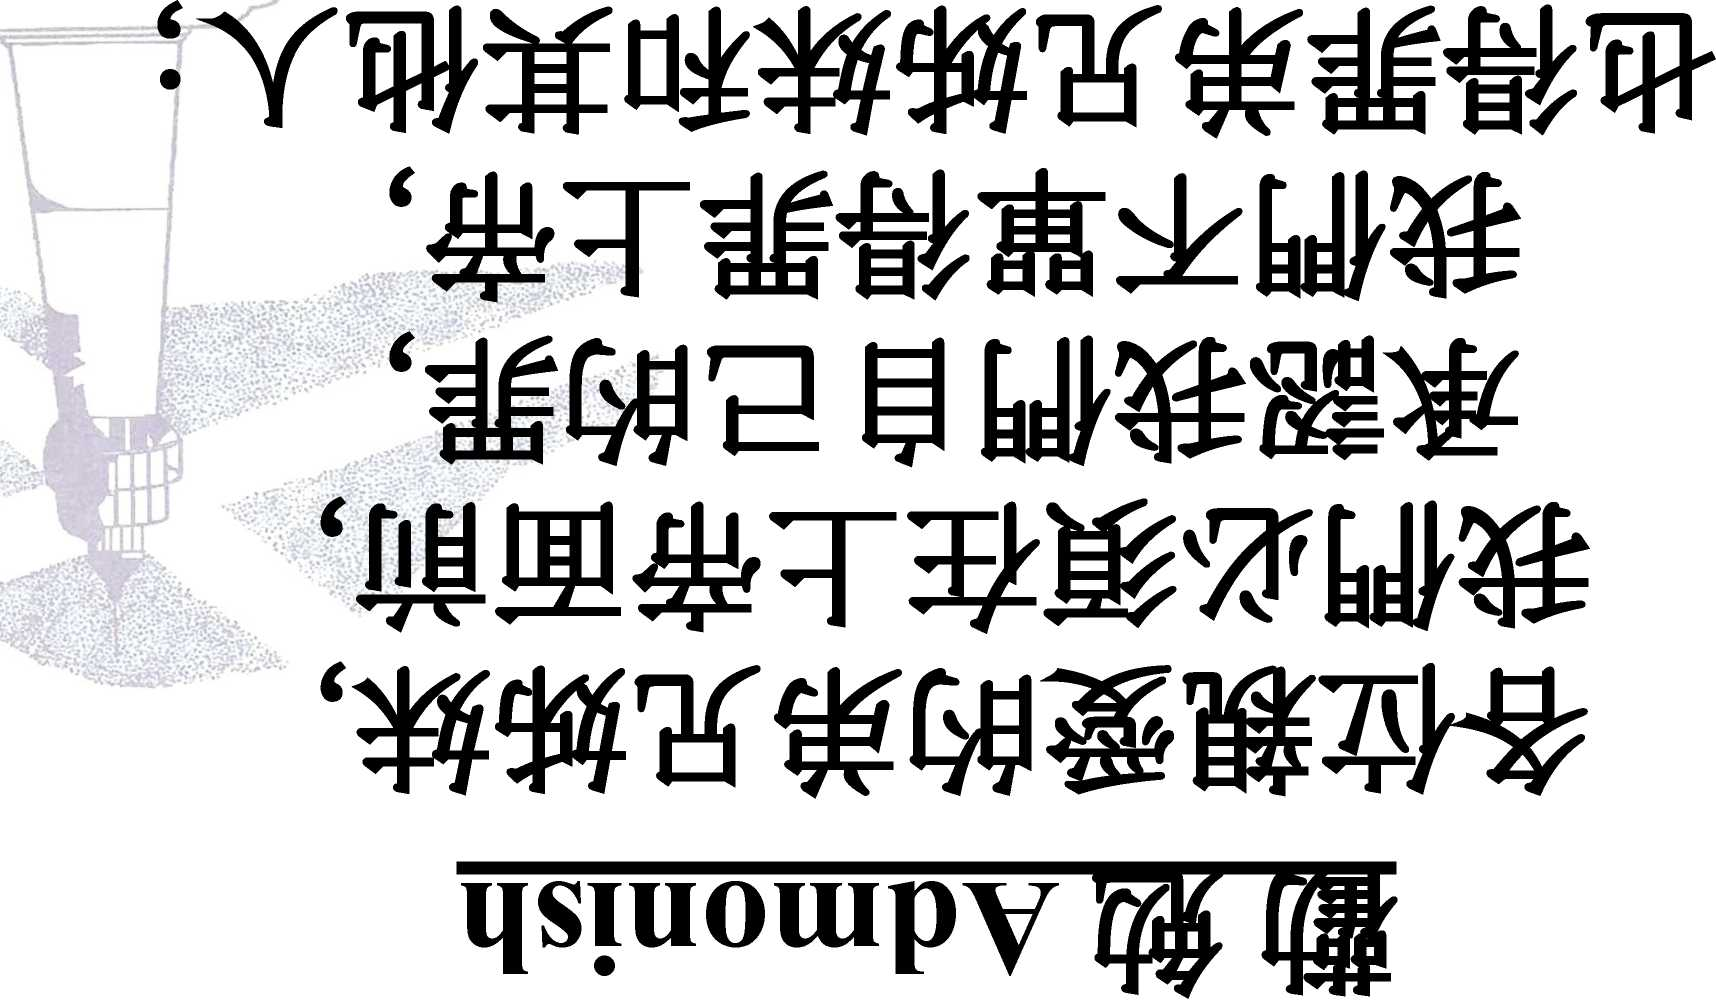 勸勉 Admonish
各位親愛的弟兄姊妹,
我們必須在上帝面前,
承認我們自己的罪,
我們不單得罪上帝,
也得罪弟兄姊妹和其他人;